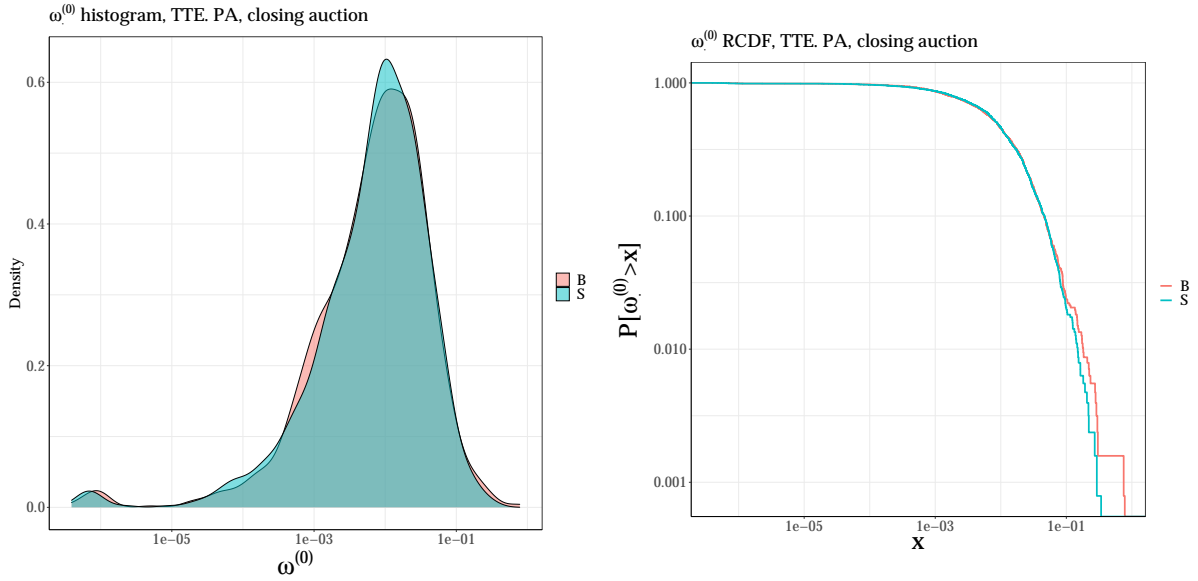 ω.⁽⁰⁾ histogram, TTE. PA, closing auction
Density
0.6
0.4
0.2
0.0
1e−05
1e−03
1e−01
ω⁽⁰⁾
B
S
ω.⁽⁰⁾ RCDF, TTE. PA, closing auction
P[ω.⁽⁰⁾>x]
1.000
0.100
0.010
0.001
1e−05
1e−03
1e−01
x
B
S